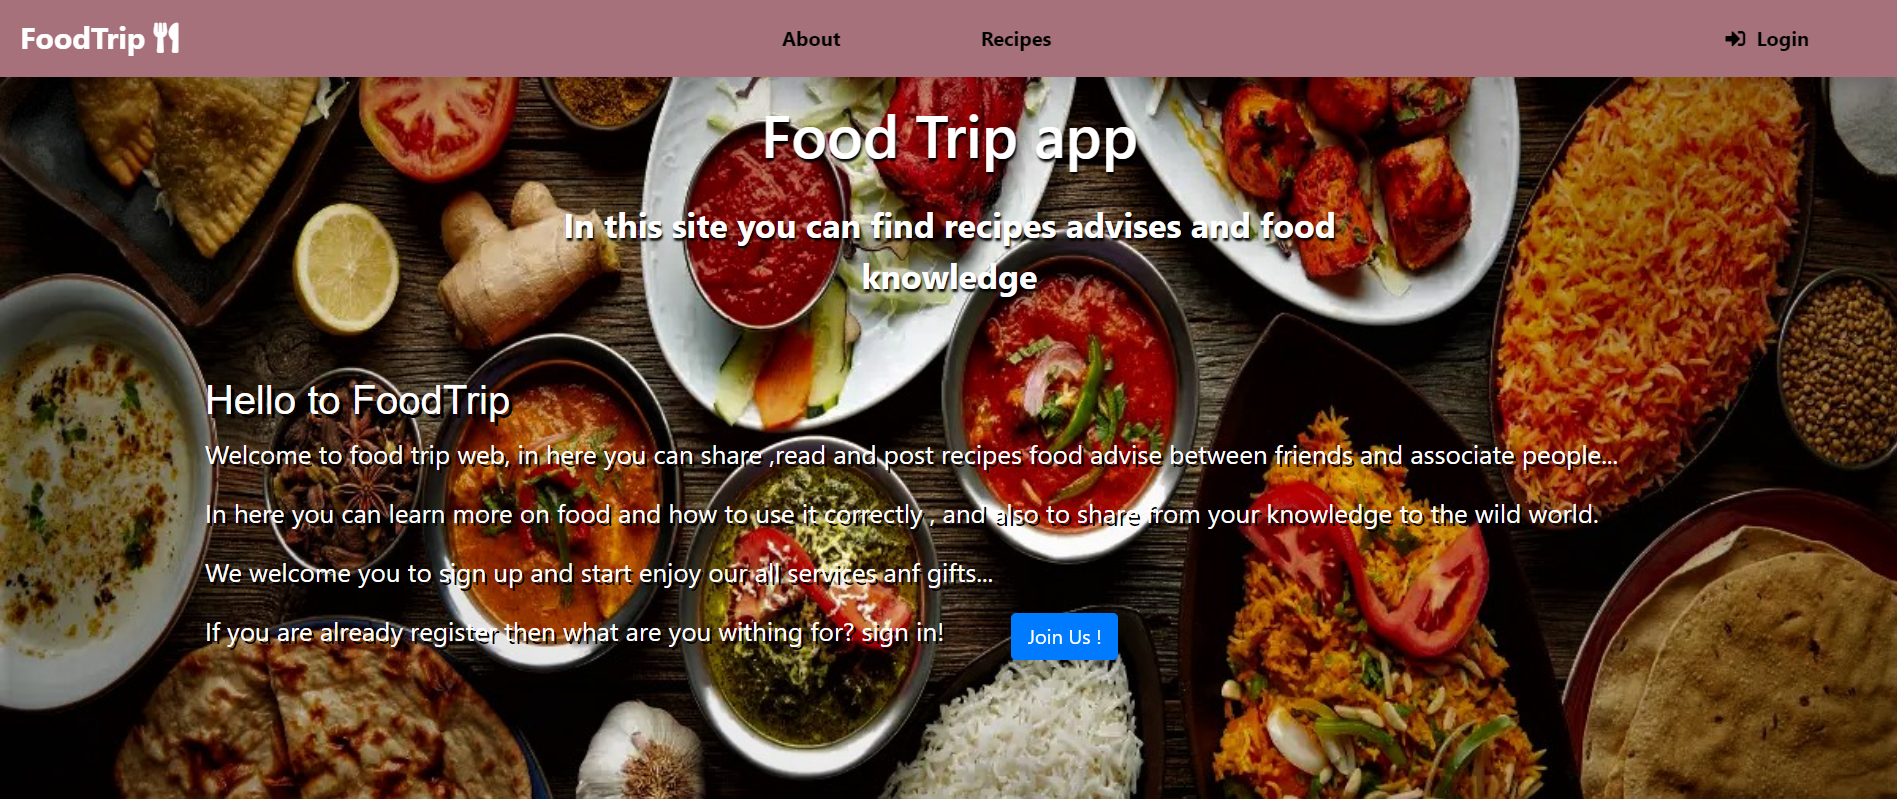 FoodTrip
About
Recipes
Login
Food Trip app
In this site you can find recipes advises and food
knowledge
Hello to FoodTrip
Welcome to food trip web, in here you can share ,read and post recipes food advise between friends and associate people...
In here you can learn more on food and how to use it correctly , and also to share from your knowledge to the wild world.
We welcome you to sign up and start enjoy our all services anf gifts...
If you are already register then what are you withing for? sign in!
Join Us !